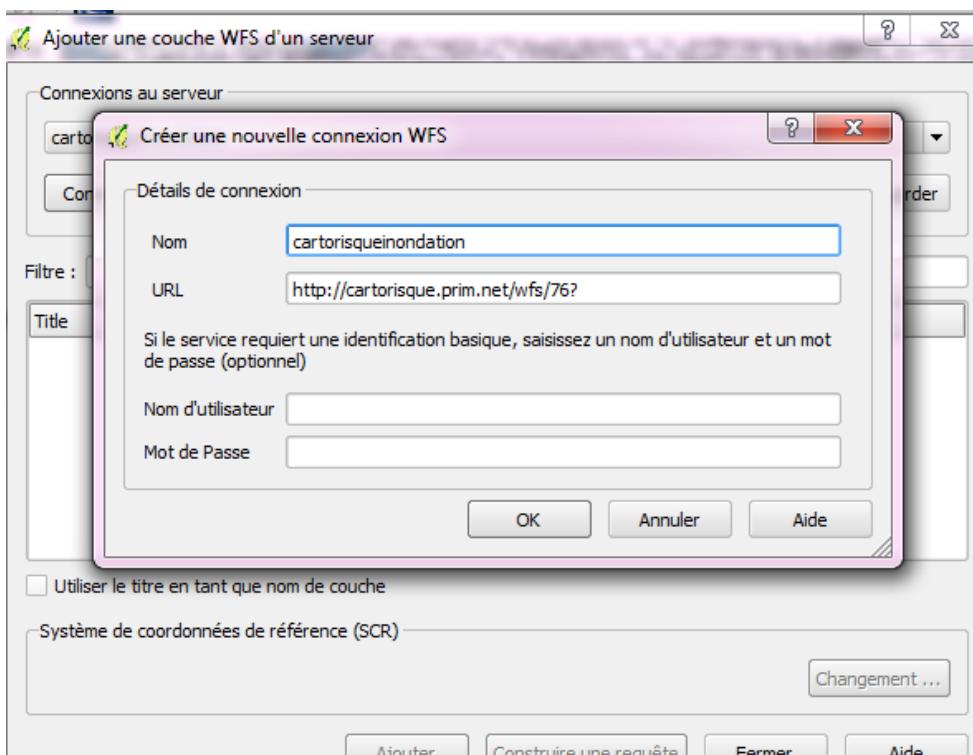 Ajouter une couche WFS d'un serveur
Connexions au serveur
carto
Créer une nouvelle connexion WFS
Con
rder
Détails de connexion
Nom
cartorisqueinondation
Filtre :
URL
http://cartorisque.prim.net/wfs/76?
Title
Si le service requiert une identification basique, saisissez un nom d'utilisateur et un mot
de passe (optionnel)
Nom d'utilisateur
Mot de Passe
OK Annuler Aide
Utiliser le titre en tant que nom de couche
Système de coordonnées de référence (SCR)
Changement ...
Ajouter Construire une requête Fermer Aide